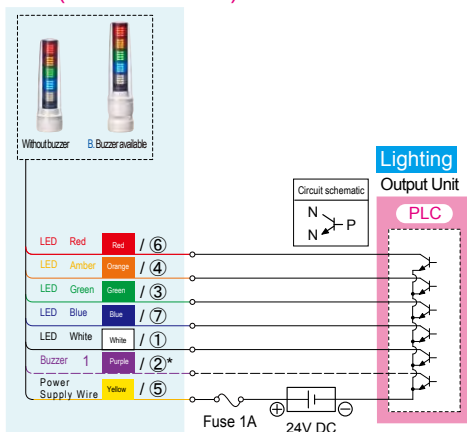 Without buzzer
B. Buzzer available
Lighting
Output Unit
PLC
Circuit schematic
N
N
P
LED Red Red / ⑥
LED Amber Orange / ④
LED Green Green / ③
LED Blue Blue / ⑦
LED White White / ①
Buzzer 1 Purple / ②*
Power
Supply Wire Yellow / ⑤
Fuse 1A
⊕ ⊖
24V DC